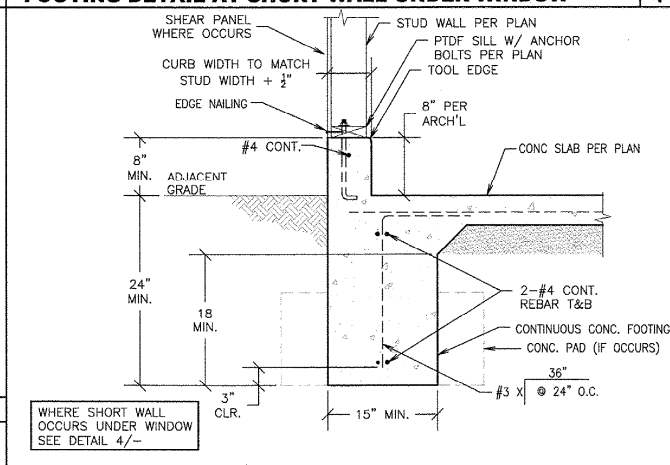 FOOTING DETAIL AT SHORT WALL UNDER WINDOW
SHEAR PANEL
WHERE OCCURS
STUD WALL PER PLAN
PTDF SILL W/ ANCHOR
BOLTS PER PLAN
TOOL EDGE
CURB WIDTH TO MATCH
STUD WIDTH + ½"
EDGE NAILING
8" PER
ARCH'L
#4 CONT.
CONC SLAB PER PLAN
8"
MIN.
ADJACENT
GRADE
24"
MIN.
18
MIN.
2-#4 CONT.
REBAR T&B
CONTINUOUS CONC. FOOTING
CONC. PAD (IF OCCURS)
36"
#3 X @ 24" O.C.
3"
CLR.
15" MIN.
WHERE SHORT WALL
OCCURS UNDER WINDOW
SEE DETAIL 4/–